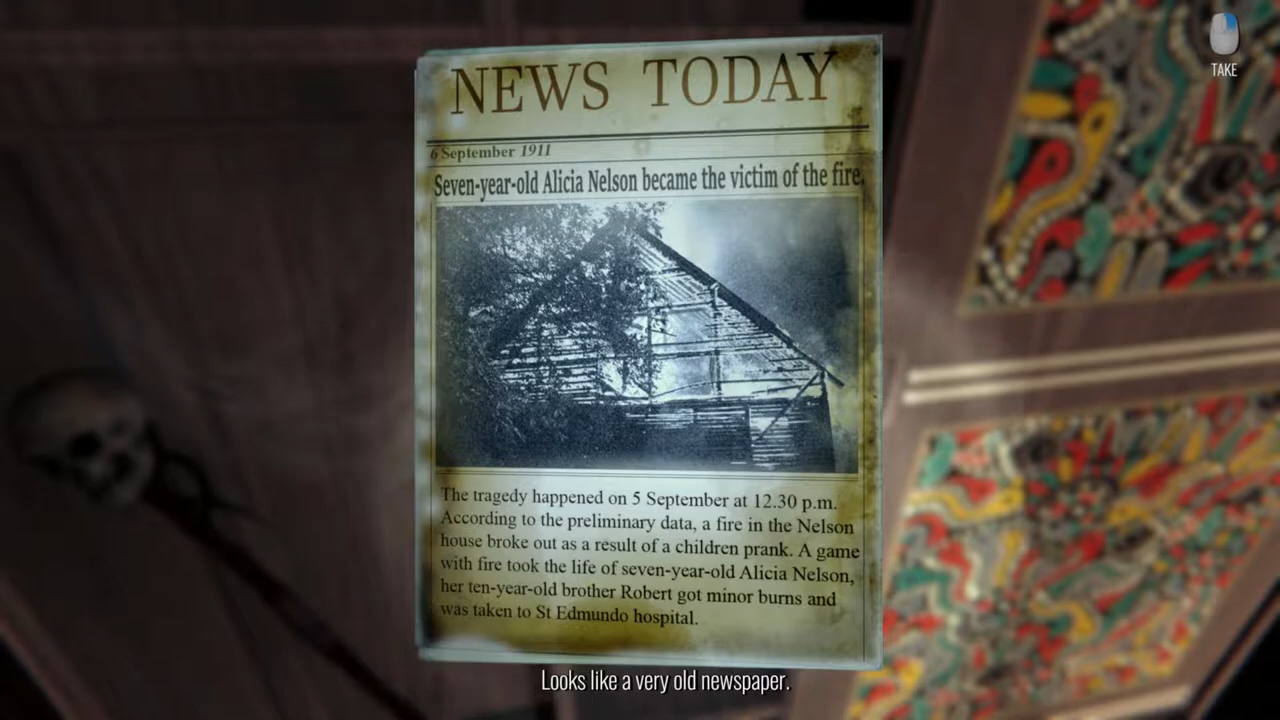 TAKE
NEWS TODAY
6 September 1911
Seven-year-old Alicia Nelson became the victim of the fire.
The tragedy happened on 5 September at 12.30 p.m.
According to the preliminary data, a fire in the Nelson
house broke out as a result of a children prank. A game
with fire took the life of seven-year-old Alicia Nelson,
her ten-year-old brother Robert got minor burns and
was taken to St Edmundo hospital.
Looks like a very old newspaper.